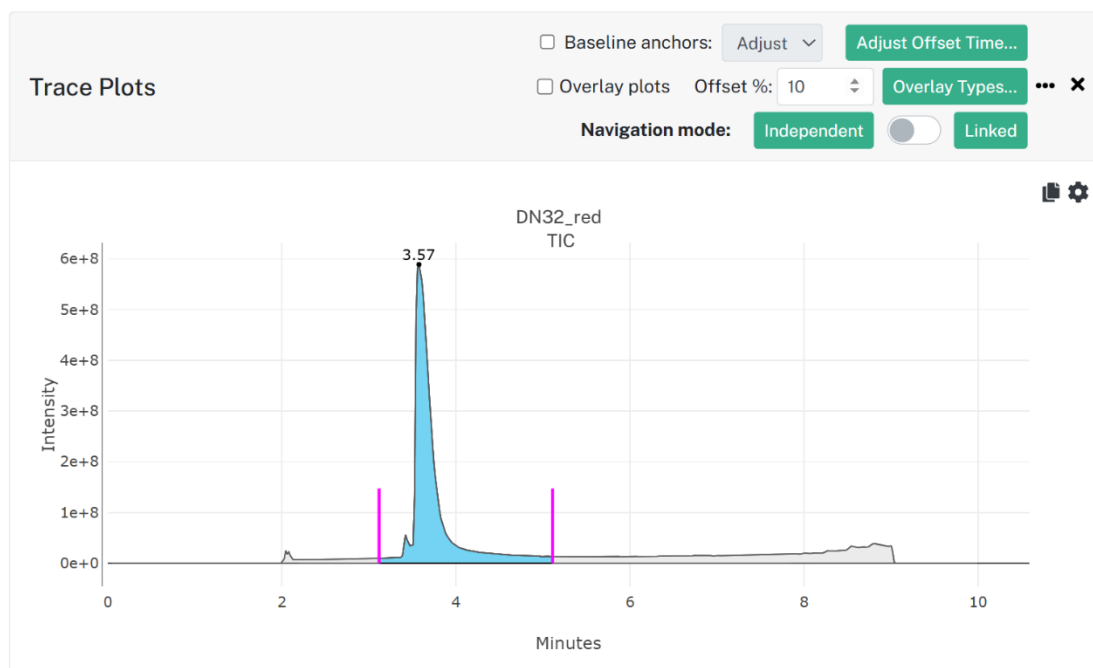 Baseline anchors: Adjust Adjust Offset Time...
Trace Plots
Overlay plots Offset %: 10 Overlay Types...
Navigation mode: Independent Linked
DN32_red
TIC
3.57
6e+8
5e+8
4e+8
3e+8
2e+8
1e+8
0e+0
Intensity
0 2 4 6 8 10
Minutes